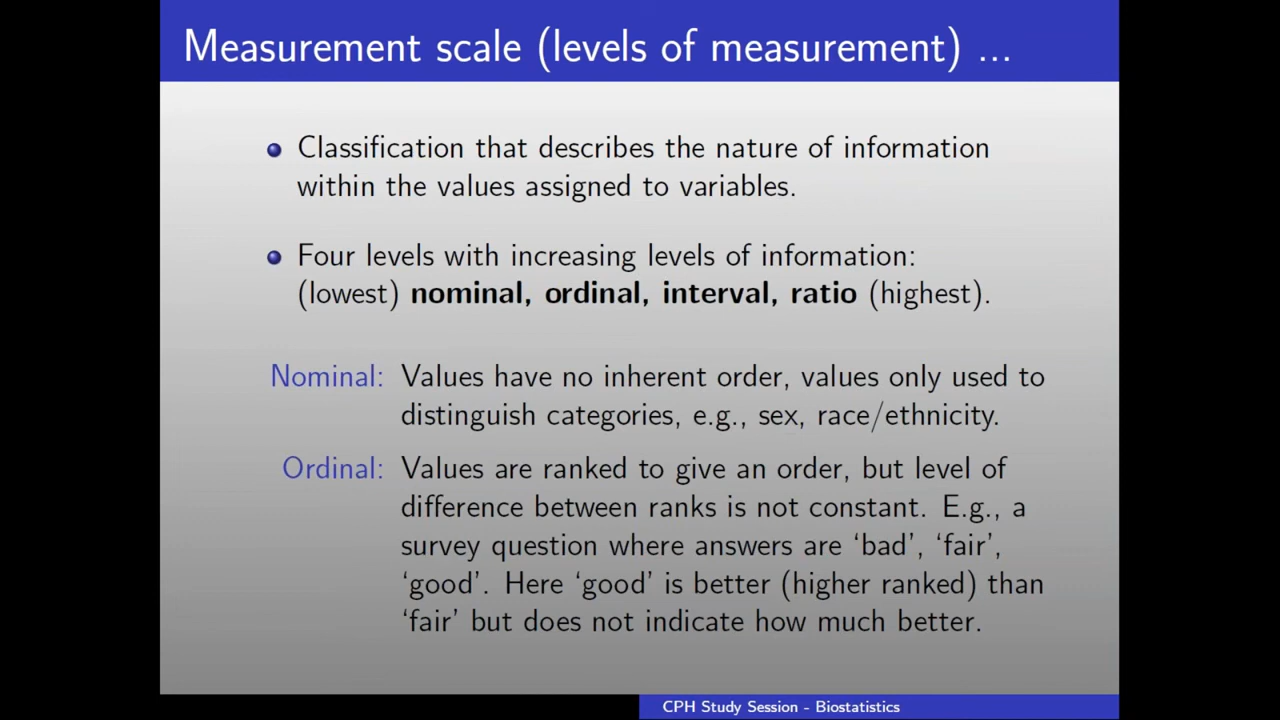 Measurement scale (levels of measurement) ...
Classification that describes the nature of information
within the values assigned to variables.
Four levels with increasing levels of information:
(lowest) nominal, ordinal, interval, ratio (highest).
Nominal: Values have no inherent order, values only used to
distinguish categories, e.g., sex, race/ethnicity.
Ordinal: Values are ranked to give an order, but level of
difference between ranks is not constant. E.g., a
survey question where answers are ‘bad’, ‘fair’,
‘good’. Here ‘good’ is better (higher ranked) than
‘fair’ but does not indicate how much better.
CPH Study Session - Biostatistics